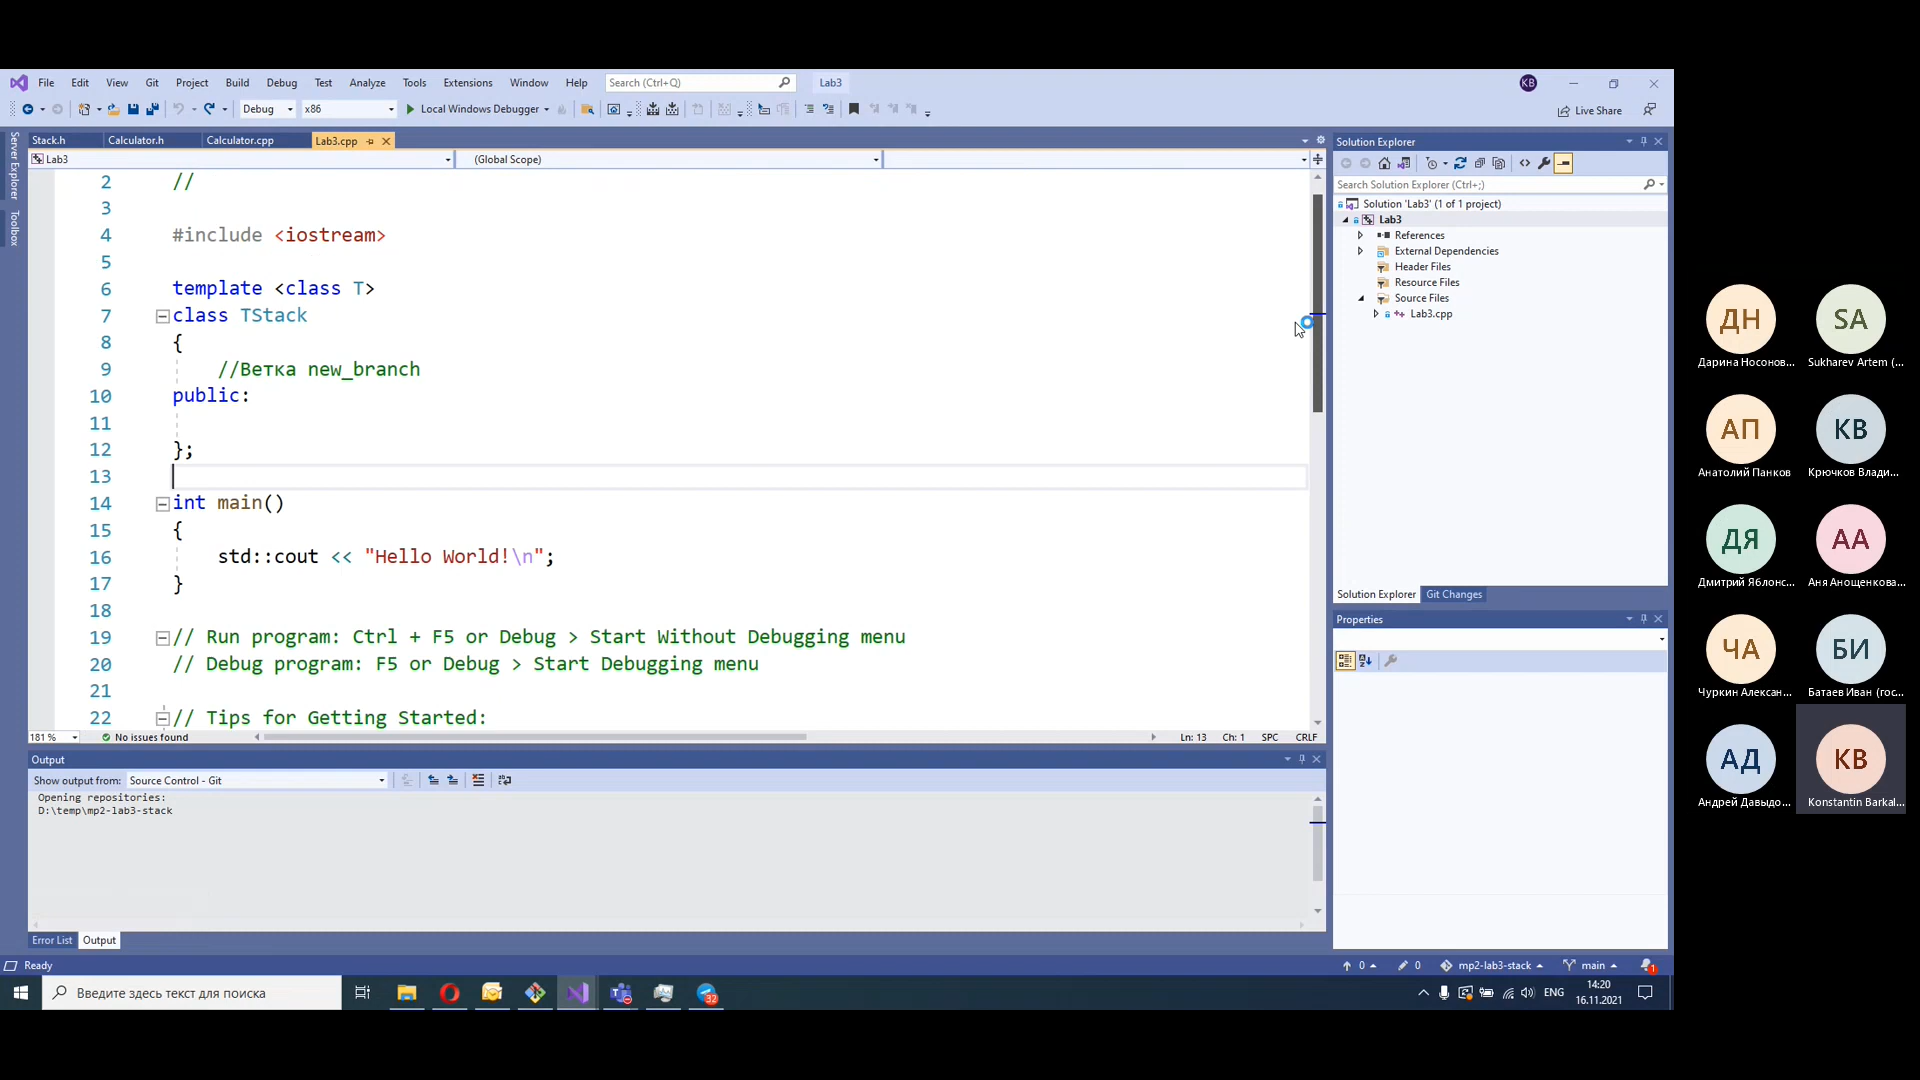 File Edit View Git Project Build Debug Test Analyze Tools Extensions Window Help Search (Ctrl+Q) Lab3 KB
Debug x86 Local Windows Debugger Live Share
Server Explorer
Toolbox
Stack.h Calculator.h Calculator.cpp Lab3.cpp
Lab3 (Global Scope)
2 //
3
4 #include <iostream>
5
6 template <class T>
7 class TStack
8 {
9 //Ветка new_branch
10 public:
11
12 };
13
14 int main()
15 {
16 std::cout << "Hello World!\n";
17 }
18
19 // Run program: Ctrl + F5 or Debug > Start Without Debugging menu
20 // Debug program: F5 or Debug > Start Debugging menu
21
22 // Tips for Getting Started:
181 % No issues found Ln: 13 Ch: 1 SPC CRLF
Output
Show output from: Source Control - Git
Opening repositories:
D:\temp\mp2-lab3-stack
Error List Output
Solution Explorer
Search Solution Explorer (Ctrl+;)
Solution 'Lab3' (1 of 1 project)
Lab3
References
External Dependencies
Header Files
Resource Files
Source Files
Lab3.cpp
Solution Explorer Git Changes
Properties
Ready 0 0 mp2-lab3-stack main 1
Введите здесь текст для поиска 32 ENG 14:20
16.11.2021
ДН SA
Дарина Носонов... Sukharev Artem (...
АП КВ
Анатолий Панков Крючков Влади...
ДЯ АА
Дмитрий Яблонс... Аня Анощенкова...
ЧА БИ
Чуркин Алексан... Батаев Иван (гос...
АД KB
Андрей Давыдо... Konstantin Barkal...